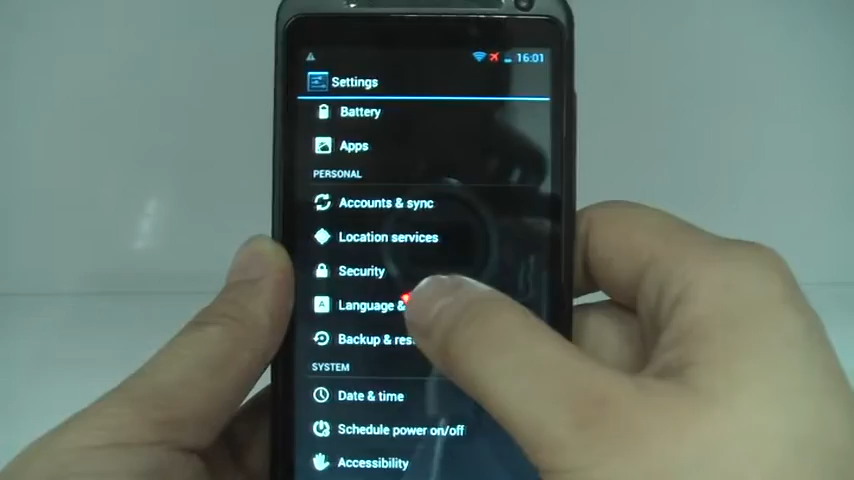 16:01
Settings
Battery
Apps
PERSONAL
Accounts & sync
Location services
Security
Language &
Backup &
SYSTEM
Date & time
Schedule power on/off
Accessibility